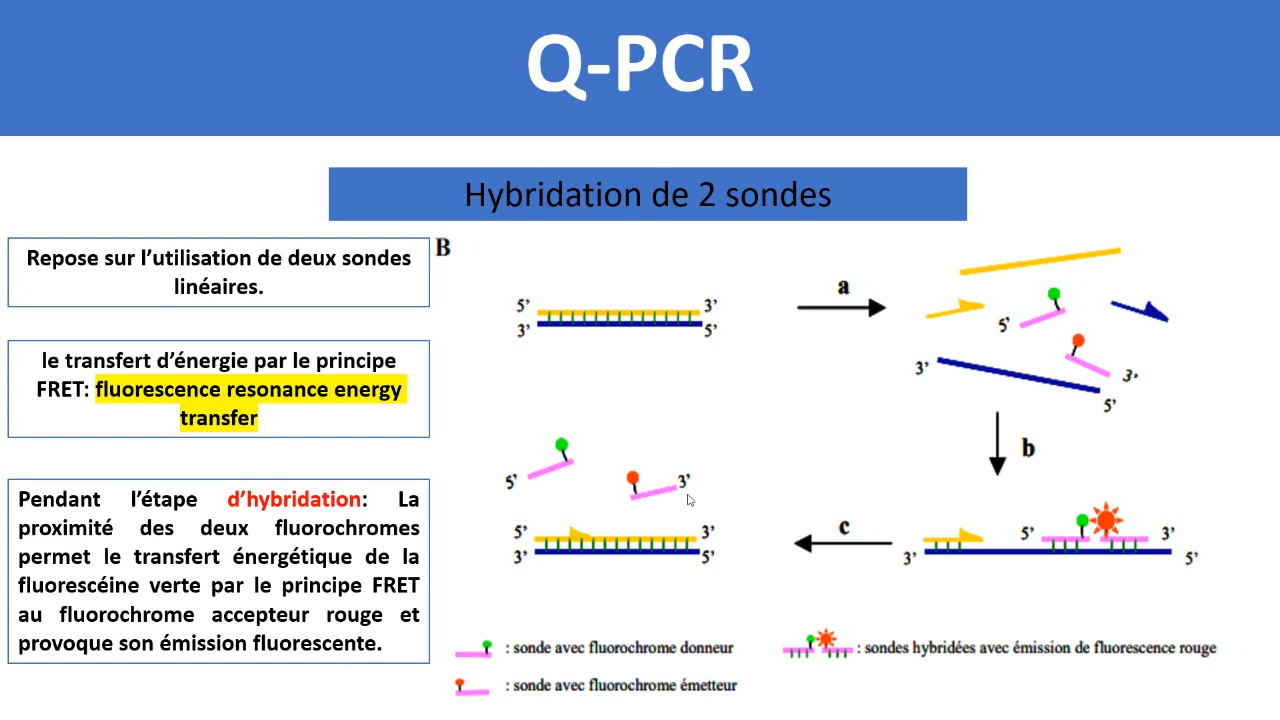 Q-PCR
Hybridation de 2 sondes
Repose sur l’utilisation de deux sondes
linéaires.
le transfert d’énergie par le principe
FRET: fluorescence resonance energy
transfer
Pendant l’étape d’hybridation: La
proximité des deux fluorochromes
permet le transfert énergétique de la
fluorescéine verte par le principe FRET
au fluorochrome accepteur rouge et
provoque son émission fluorescente.
B
5’ 3’
3’ 5’
a
5’
3’
3’
5’
b
5’ 3’
3’ 5’
c
5’
3’
5’ 3’
3’ 5’
: sonde avec fluorochrome donneur
: sonde avec fluorochrome émetteur
: sondes hybridées avec émission de fluorescence rouge